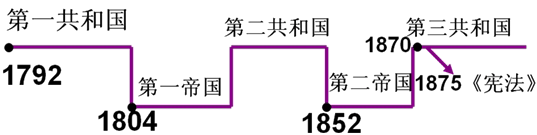 第一共和国
1792
第一帝国
1804
第二共和国
第二帝国
1852
第三共和国
1870
1875《宪法》